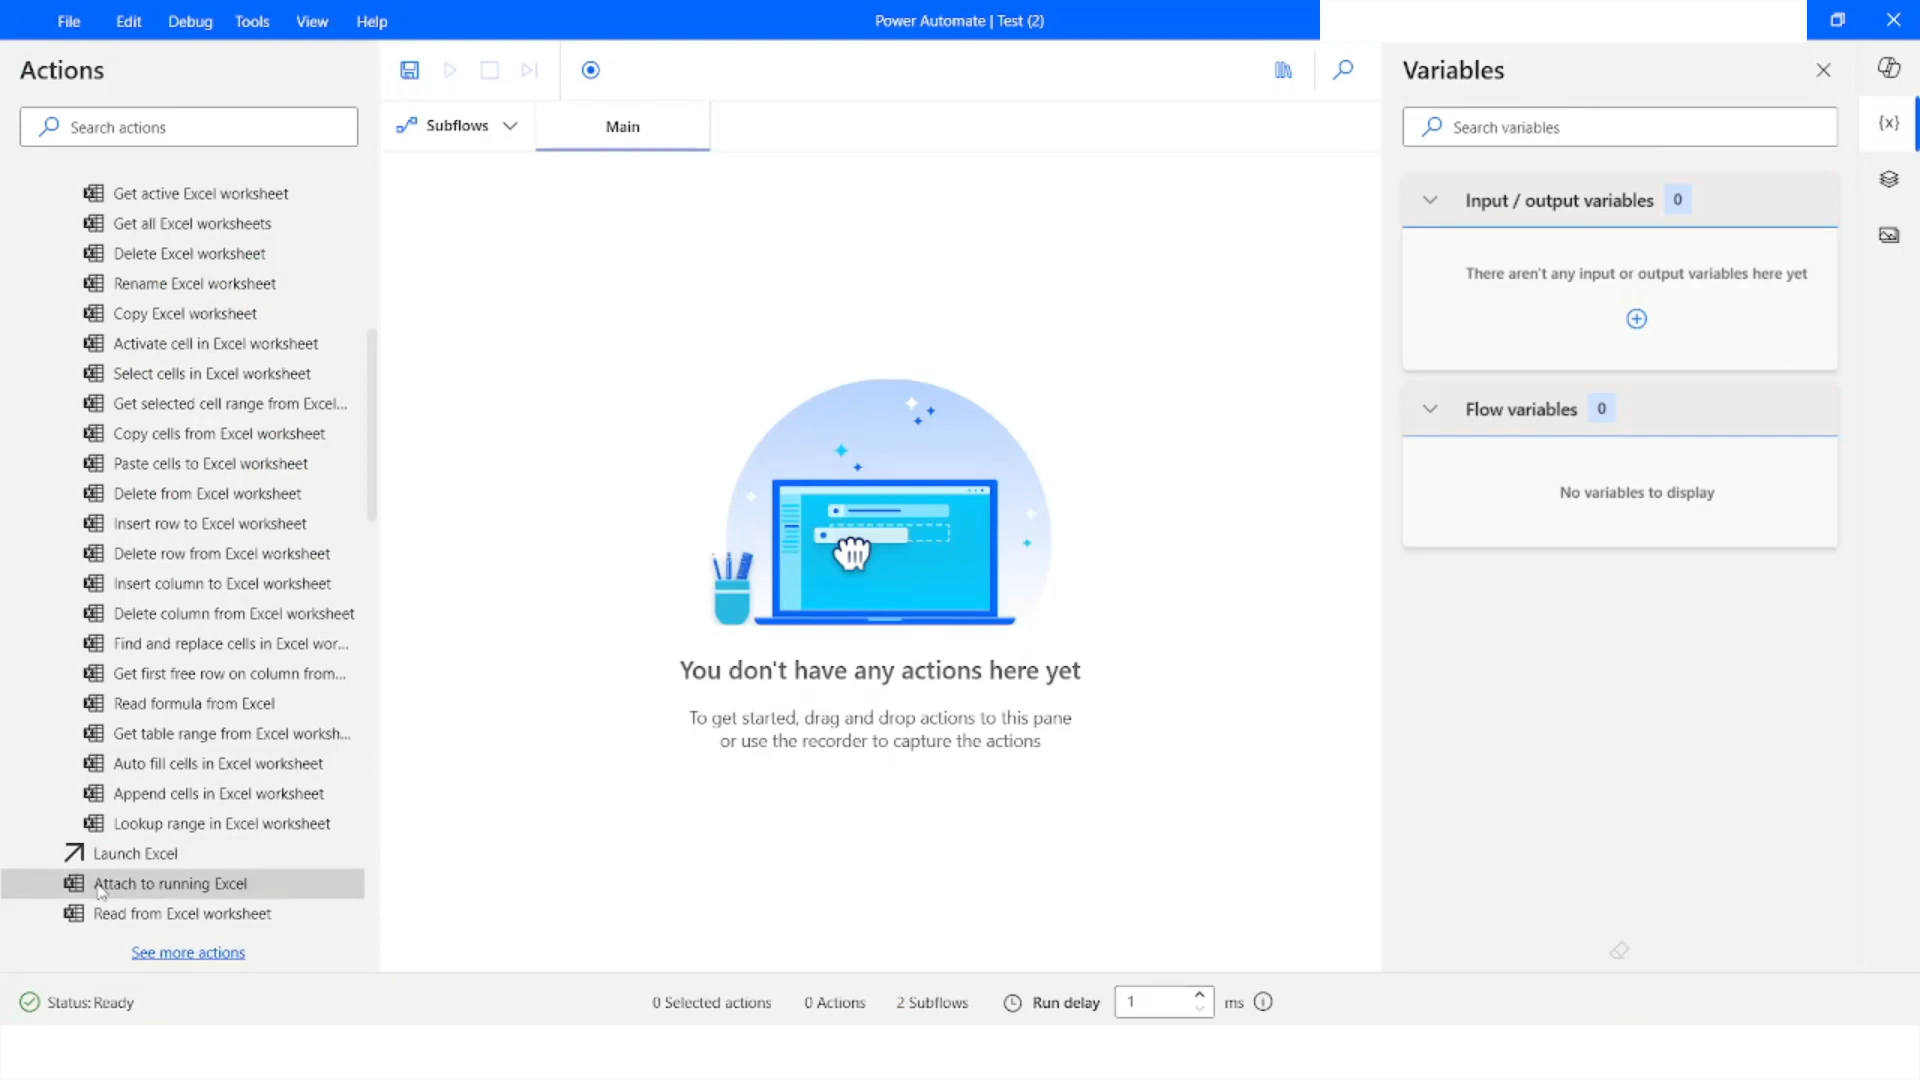 File Edit Debug Tools View Help
Power Automate | Test (2)
Actions
Search actions
Get active Excel worksheet
Get all Excel worksheets
Delete Excel worksheet
Rename Excel worksheet
Copy Excel worksheet
Activate cell in Excel worksheet
Select cells in Excel worksheet
Get selected cell range from Excel...
Copy cells from Excel worksheet
Paste cells to Excel worksheet
Delete from Excel worksheet
Insert row to Excel worksheet
Delete row from Excel worksheet
Insert column to Excel worksheet
Delete column from Excel worksheet
Find and replace cells in Excel wor...
Get first free row on column from...
Read formula from Excel
Get table range from Excel worksh...
Auto fill cells in Excel worksheet
Append cells in Excel worksheet
Lookup range in Excel worksheet
Launch Excel
Attach to running Excel
Read from Excel worksheet
See more actions
Subflows
Main
You don't have any actions here yet
To get started, drag and drop actions to this pane
or use the recorder to capture the actions
Variables
Search variables
{x}
Input / output variables 0
There aren't any input or output variables here yet
Flow variables 0
No variables to display
Status: Ready
0 Selected actions
0 Actions
2 Subflows
Run delay
1
ms